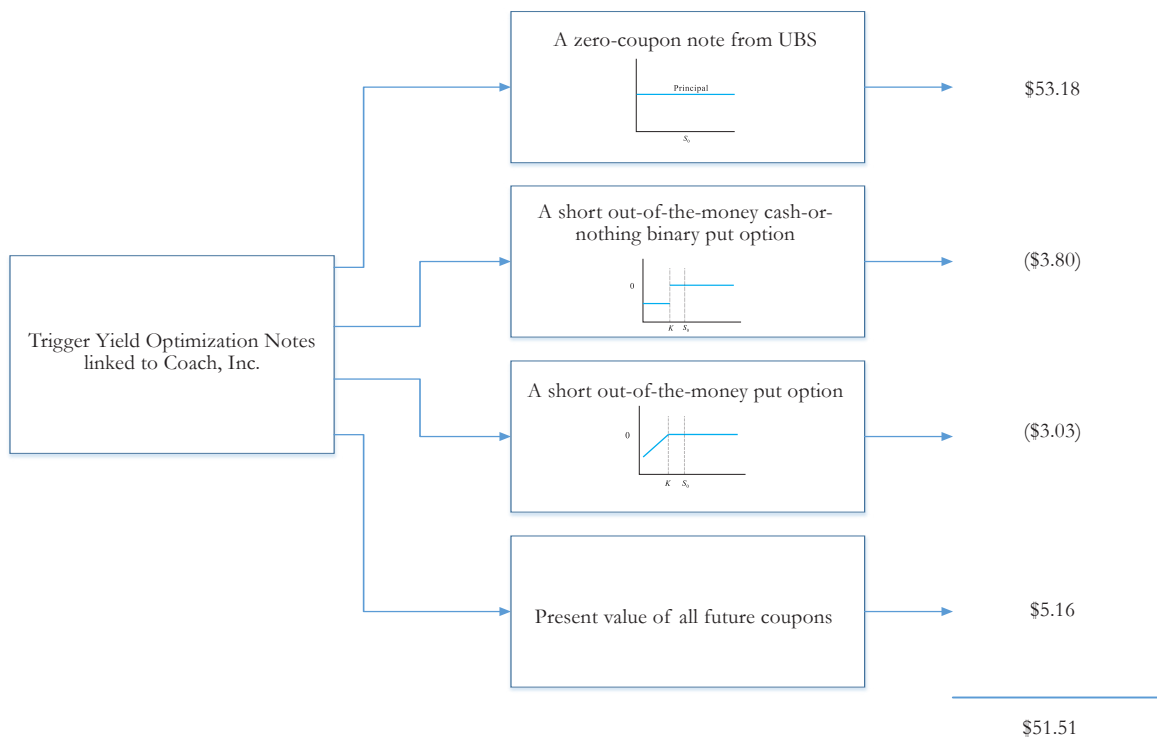 A zero-coupon note from UBS
Principal
S₀
$53.18
A short out-of-the-money cash-or-
nothing binary put option
0
K
S₀
($3.80)
Trigger Yield Optimization Notes
linked to Coach, Inc.
A short out-of-the-money put option
0
K
S₀
($3.03)
Present value of all future coupons
$5.16
$51.51